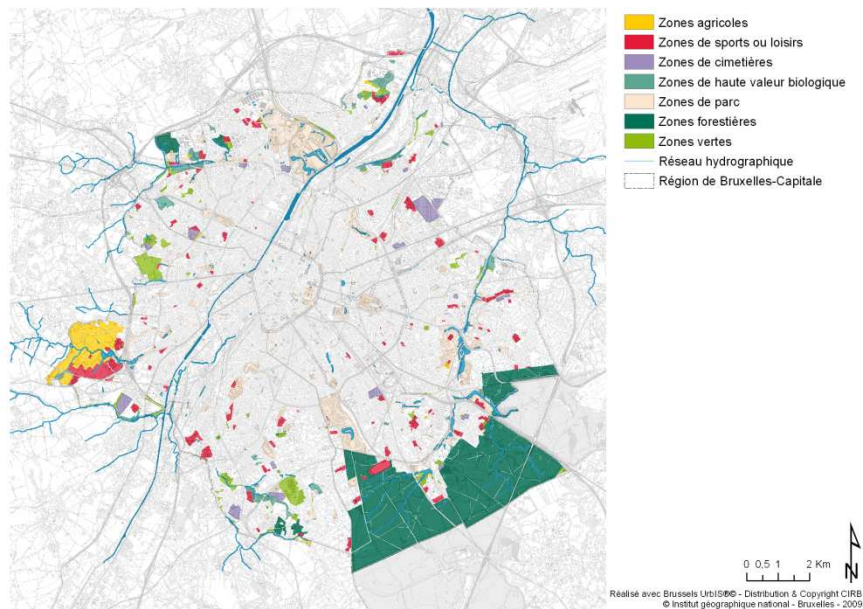 Zones agricoles
Zones de sports ou loisirs
Zones de cimetières
Zones de haute valeur biologique
Zones de parc
Zones forestières
Zones vertes
Réseau hydrographique
Région de Bruxelles-Capitale
0 0,5 1 2 Km
N
Réalisé avec Brussels UrbIS®© - Distribution & Copyright CIRB
© Institut géographique national - Bruxelles - 2009